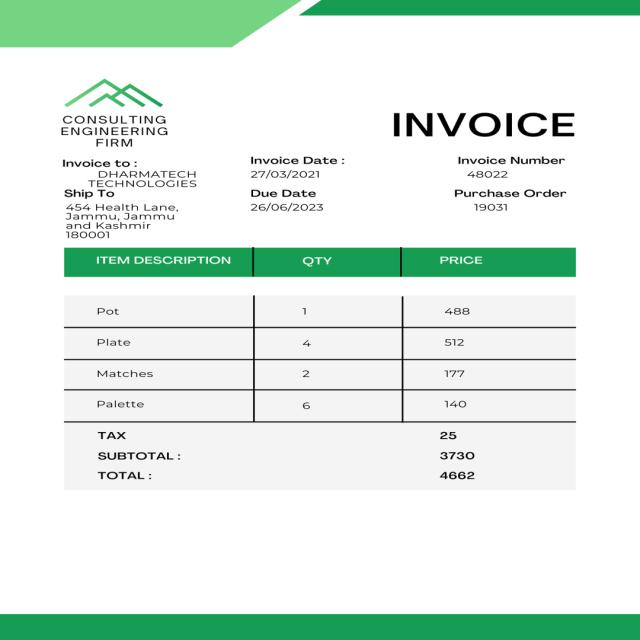 CONSULTING
ENGINEERING
FIRM
INVOICE
Invoice to :
DHARMATECH
TECHNOLOGIES
Ship To
454 Health Lane,
Jammu, Jammu
and Kashmir
180001
Invoice Date :
27/03/2021
Due Date
26/06/2023
Invoice Number
48022
Purchase Order
19031
ITEM DESCRIPTION QTY PRICE
Pot 1 488
Plate 4 512
Matches 2 177
Palette 6 140
TAX 25
SUBTOTAL : 3730
TOTAL : 4662